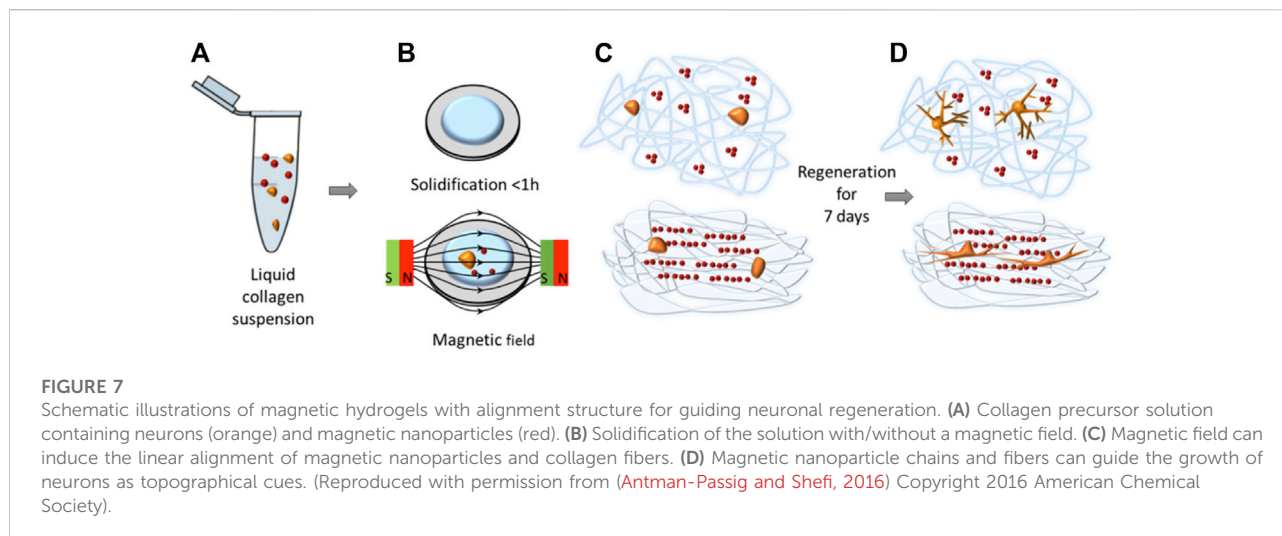 A
B
C
D
Liquid
collagen
suspension
Solidification <1h
S N
S N
Magnetic field
Regeneration
for
7 days
FIGURE 7
Schematic illustrations of magnetic hydrogels with alignment structure for guiding neuronal regeneration. (A) Collagen precursor solution
containing neurons (orange) and magnetic nanoparticles (red). (B) Solidification of the solution with/without a magnetic field. (C) Magnetic field can
induce the linear alignment of magnetic nanoparticles and collagen fibers. (D) Magnetic nanoparticle chains and fibers can guide the growth of
neurons as topographical cues. (Reproduced with permission from (Antman-Passig and Shefi, 2016) Copyright 2016 American Chemical
Society).